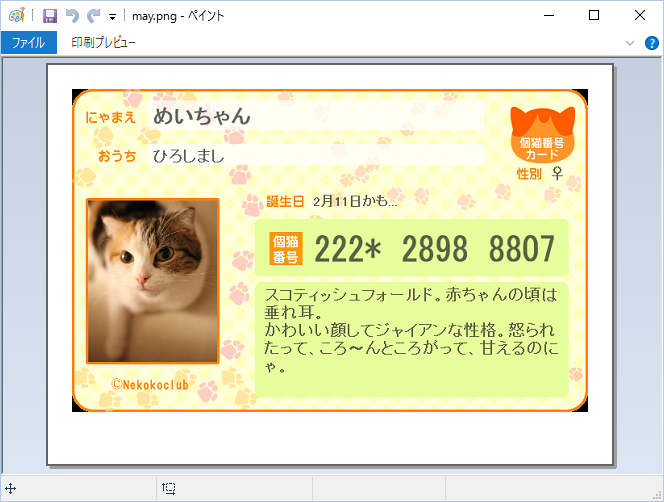 may.png - ペイント
ファイル 印刷プレビュー
にゃまえ めいちゃん
おうち ひろしまし
個猫番号
カード
性別 ♀
誕生日 2月11日かも...
個猫
番号 222* 2898 8807
スコティッシュフォールド。赤ちゃんの頃は
垂れ耳。
かわいい顔してジャイアンな性格。怒られ
たって、ころ～んところがって、甘えるのに
ゃ。
©Nekokoclub